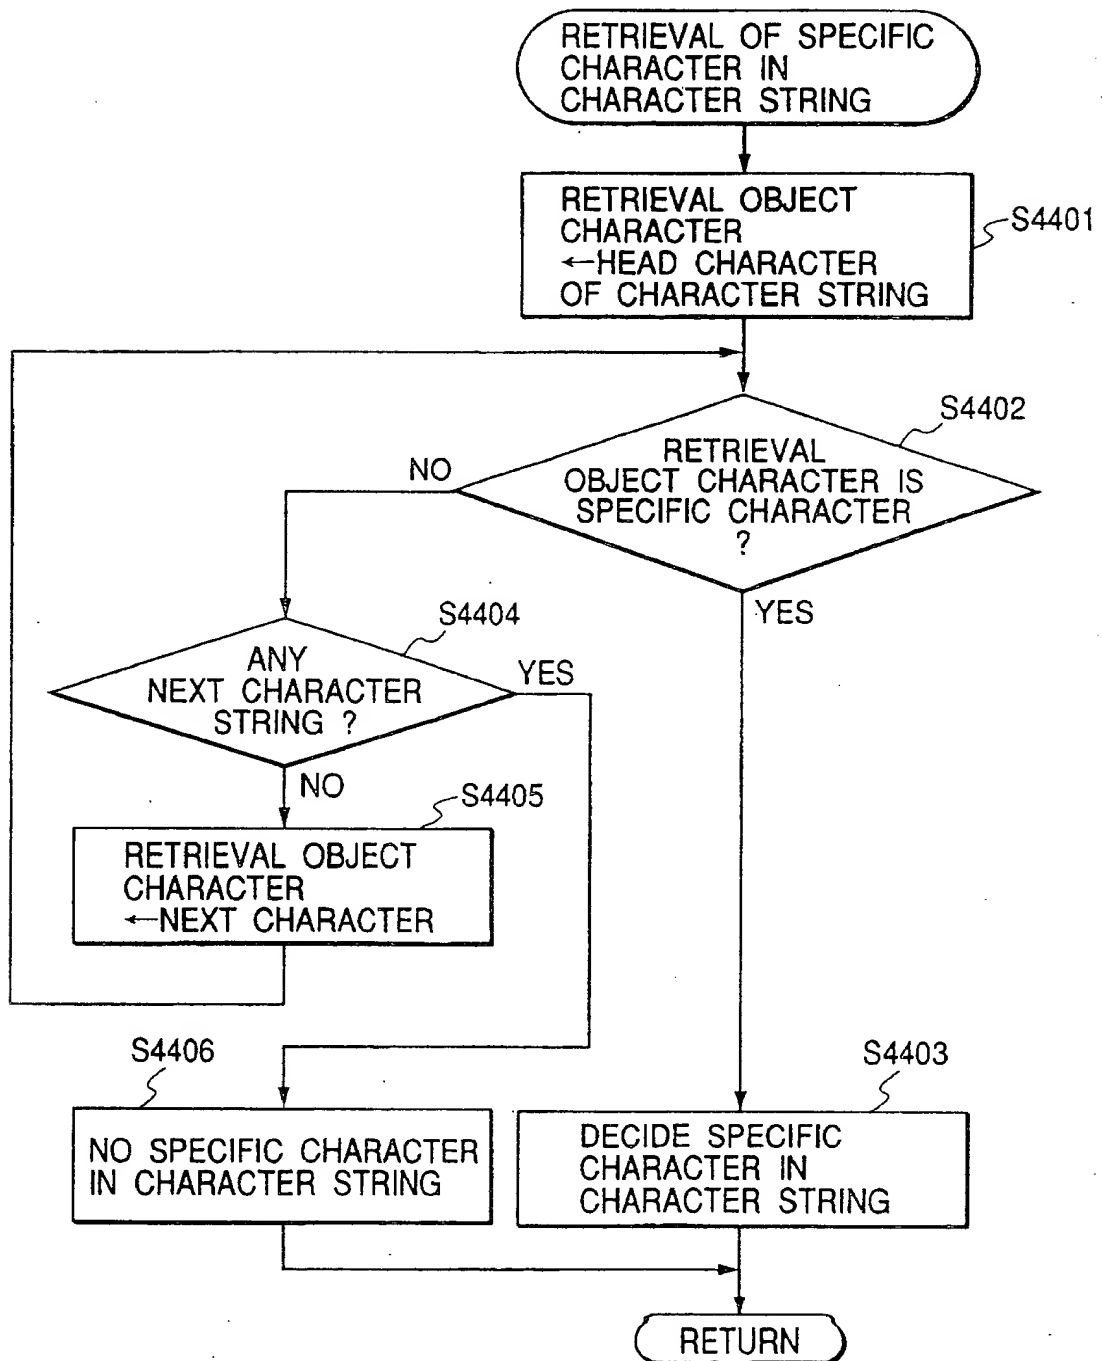 RETRIEVAL OF SPECIFIC
CHARACTER IN
CHARACTER STRING
RETRIEVAL OBJECT
CHARACTER
←HEAD CHARACTER
OF CHARACTER STRING
S4401
S4402
RETRIEVAL
OBJECT CHARACTER IS
SPECIFIC CHARACTER
?
NO
YES
S4404
ANY
NEXT CHARACTER
STRING ?
YES
NO
S4405
RETRIEVAL OBJECT
CHARACTER
←NEXT CHARACTER
S4406
NO SPECIFIC CHARACTER
IN CHARACTER STRING
S4403
DECIDE SPECIFIC
CHARACTER IN
CHARACTER STRING
RETURN